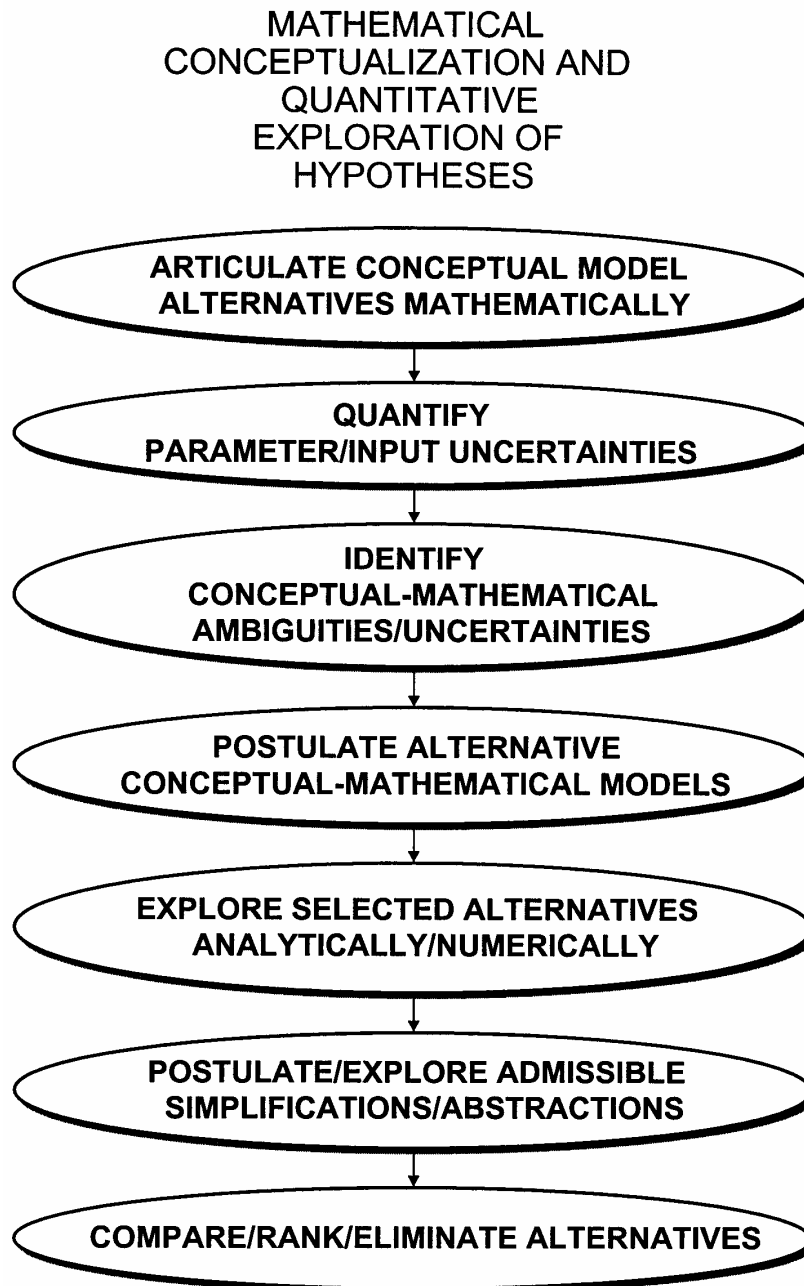 MATHEMATICAL
CONCEPTUALIZATION AND
QUANTITATIVE
EXPLORATION OF
HYPOTHESES
ARTICULATE CONCEPTUAL MODEL
ALTERNATIVES MATHEMATICALLY
QUANTIFY
PARAMETER/INPUT UNCERTAINTIES
IDENTIFY
CONCEPTUAL-MATHEMATICAL
AMBIGUITIES/UNCERTAINTIES
POSTULATE ALTERNATIVE
CONCEPTUAL-MATHEMATICAL MODELS
EXPLORE SELECTED ALTERNATIVES
ANALYTICALLY/NUMERICALLY
POSTULATE/EXPLORE ADMISSIBLE
SIMPLIFICATIONS/ABSTRACTIONS
COMPARE/RANK/ELIMINATE ALTERNATIVES